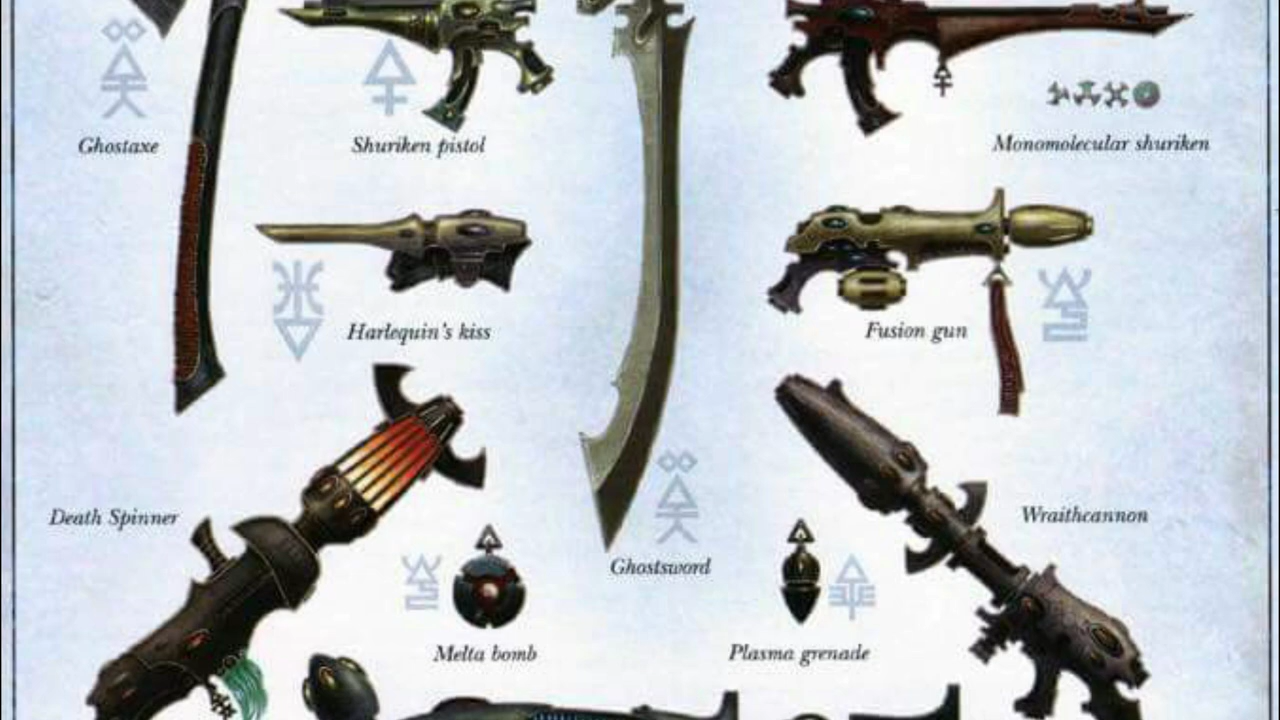 Ghostaxe
Shuriken pistol
Monomolecular shuriken
Harlequin's kiss
Fusion gun
Death Spinner
Wraithcannon
Ghostsword
Melta bomb
Plasma grenade